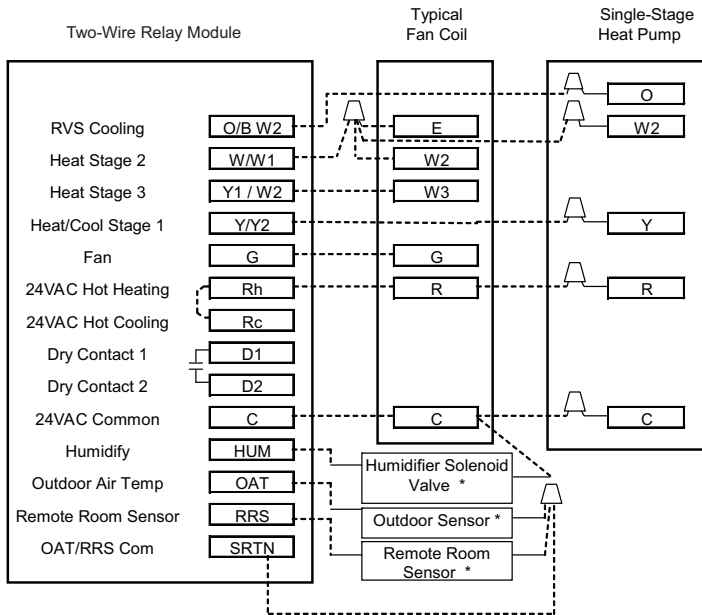 Two-Wire Relay Module
Typical
Fan Coil
Single-Stage
Heat Pump
O
RVS Cooling O/B W2 E W2
Heat Stage 2 W/W1 W2
Heat Stage 3 Y1 / W2 W3
Heat/Cool Stage 1 Y/Y2 Y
Fan G G
24VAC Hot Heating Rh R R
24VAC Hot Cooling Rc
Dry Contact 1 D1
Dry Contact 2 D2
24VAC Common C C C
Humidify HUM
Humidifier Solenoid
Valve *
Outdoor Air Temp OAT
Outdoor Sensor *
Remote Room Sensor RRS
Remote Room
Sensor *
OAT/RRS Com SRTN